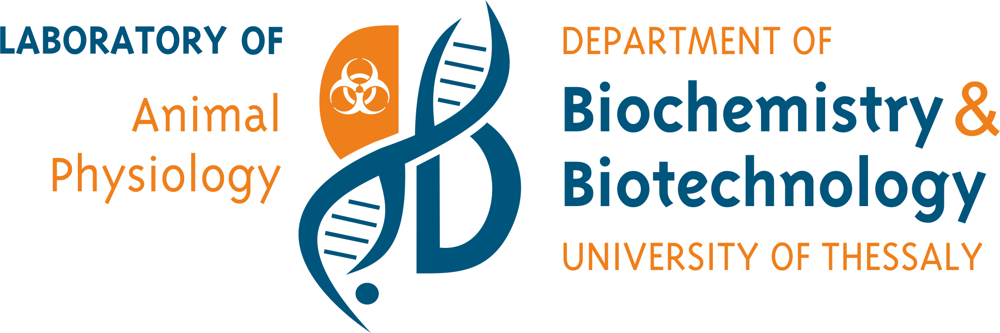 LABORATORY OF
Animal
Physiology
DEPARTMENT OF
Biochemistry &
Biotechnology
UNIVERSITY OF THESSALY